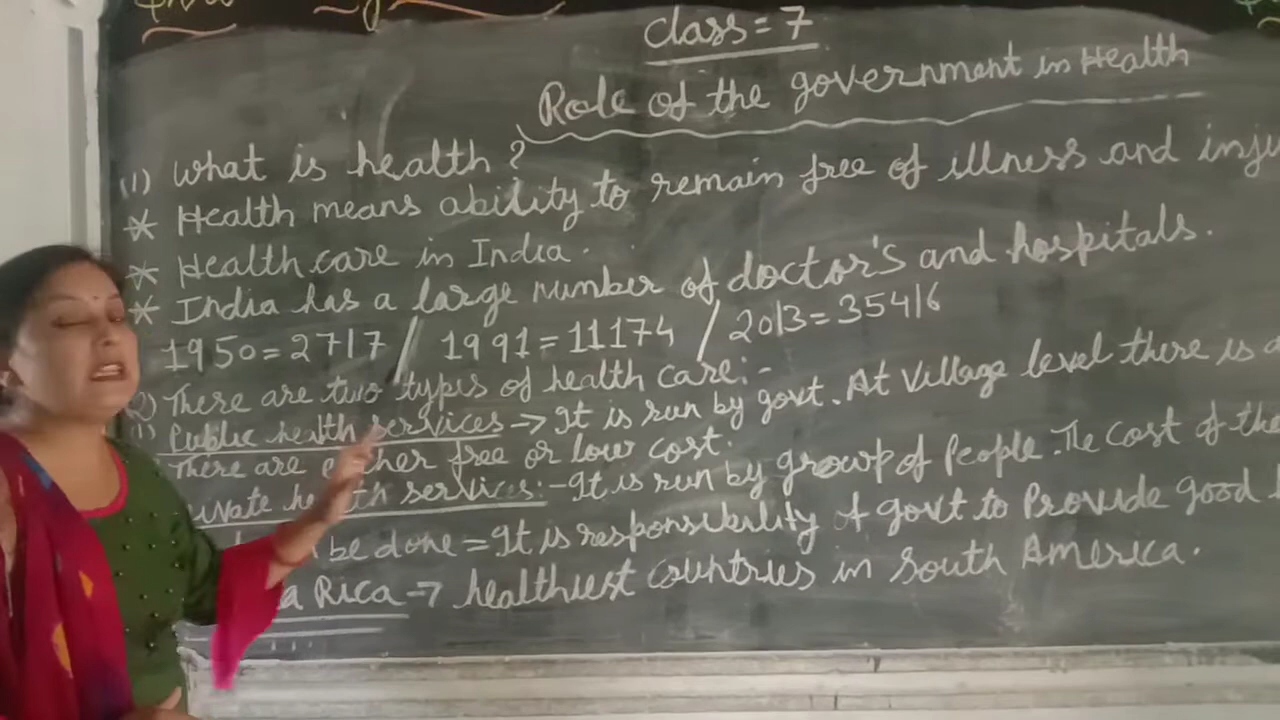 Class = 7
Role of the government in Health
(1) What is health?
* Health means ability to remain free of illness and
* Health care in India.
* India has a large number of doctor's and hospitals.
1950 = 2717 / 1991 = 11174 / 2013 = 35416
2) There are two types of health care:-
(1) Public health services → It is run by govt. At Village level there is a
There are either free or low cost.
health services:- It is run by group of People. The cost of
be done = It is responsibility of govt to Provide good
a Rica → healthiest countries in South America.